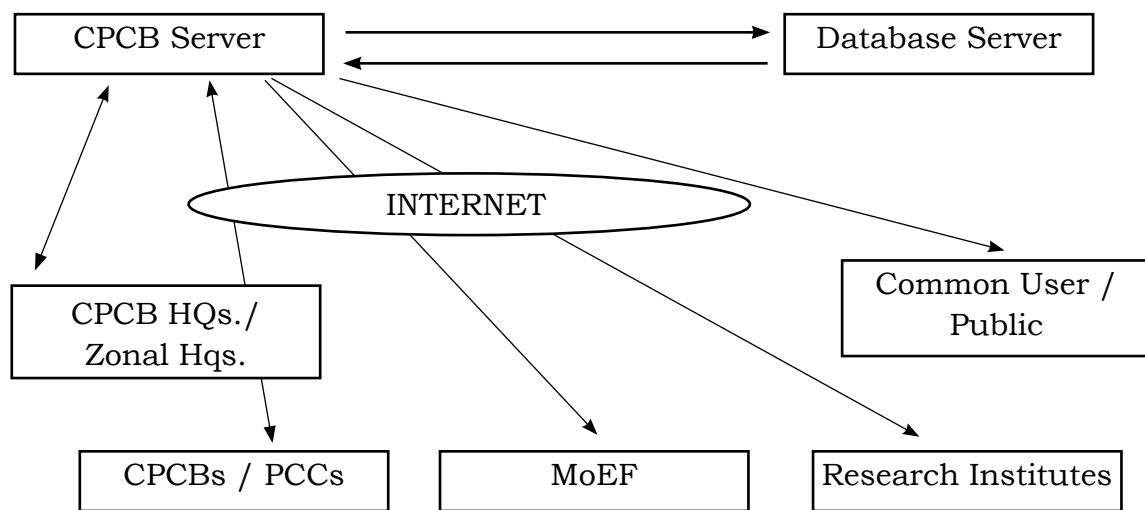 CPCB Server
Database Server
INTERNET
Common User /
Public
CPCB HQs./
Zonal Hqs.
CPCBs / PCCs
MoEF
Research Institutes